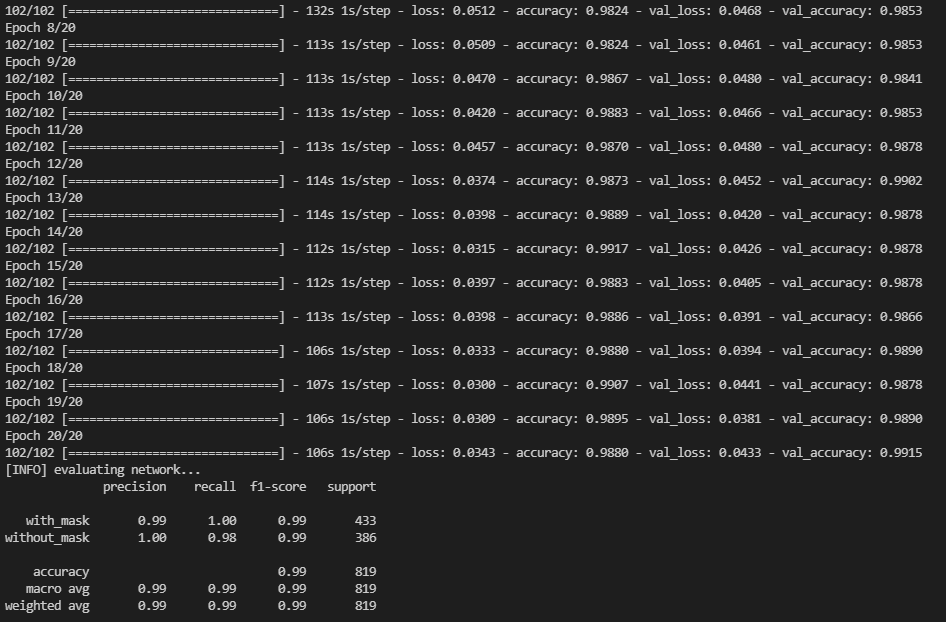 102/102 [==============================] - 132s 1s/step - loss: 0.0512 - accuracy: 0.9824 - val_loss: 0.0468 - val_accuracy: 0.9853
Epoch 8/20
102/102 [==============================] - 113s 1s/step - loss: 0.0509 - accuracy: 0.9824 - val_loss: 0.0461 - val_accuracy: 0.9853
Epoch 9/20
102/102 [==============================] - 113s 1s/step - loss: 0.0470 - accuracy: 0.9867 - val_loss: 0.0480 - val_accuracy: 0.9841
Epoch 10/20
102/102 [==============================] - 113s 1s/step - loss: 0.0420 - accuracy: 0.9883 - val_loss: 0.0466 - val_accuracy: 0.9853
Epoch 11/20
102/102 [==============================] - 113s 1s/step - loss: 0.0457 - accuracy: 0.9870 - val_loss: 0.0480 - val_accuracy: 0.9878
Epoch 12/20
102/102 [==============================] - 114s 1s/step - loss: 0.0374 - accuracy: 0.9873 - val_loss: 0.0452 - val_accuracy: 0.9902
Epoch 13/20
102/102 [==============================] - 114s 1s/step - loss: 0.0398 - accuracy: 0.9889 - val_loss: 0.0420 - val_accuracy: 0.9878
Epoch 14/20
102/102 [==============================] - 112s 1s/step - loss: 0.0315 - accuracy: 0.9917 - val_loss: 0.0426 - val_accuracy: 0.9878
Epoch 15/20
102/102 [==============================] - 112s 1s/step - loss: 0.0397 - accuracy: 0.9883 - val_loss: 0.0405 - val_accuracy: 0.9878
Epoch 16/20
102/102 [==============================] - 113s 1s/step - loss: 0.0398 - accuracy: 0.9886 - val_loss: 0.0391 - val_accuracy: 0.9866
Epoch 17/20
102/102 [==============================] - 106s 1s/step - loss: 0.0333 - accuracy: 0.9880 - val_loss: 0.0394 - val_accuracy: 0.9890
Epoch 18/20
102/102 [==============================] - 107s 1s/step - loss: 0.0300 - accuracy: 0.9907 - val_loss: 0.0441 - val_accuracy: 0.9878
Epoch 19/20
102/102 [==============================] - 106s 1s/step - loss: 0.0309 - accuracy: 0.9895 - val_loss: 0.0381 - val_accuracy: 0.9890
Epoch 20/20
102/102 [==============================] - 106s 1s/step - loss: 0.0343 - accuracy: 0.9880 - val_loss: 0.0433 - val_accuracy: 0.9915
[INFO] evaluating network...
              precision    recall  f1-score   support

   with_mask       0.99      1.00      0.99       433
without_mask       1.00      0.98      0.99       386

    accuracy                           0.99       819
   macro avg       0.99      0.99      0.99       819
weighted avg       0.99      0.99      0.99       819